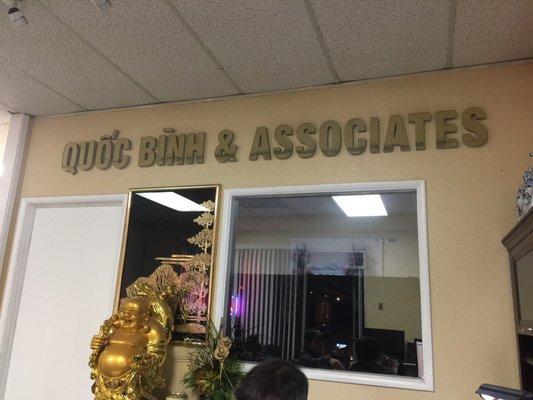 QUỐC BÌNH & ASSOCIATES